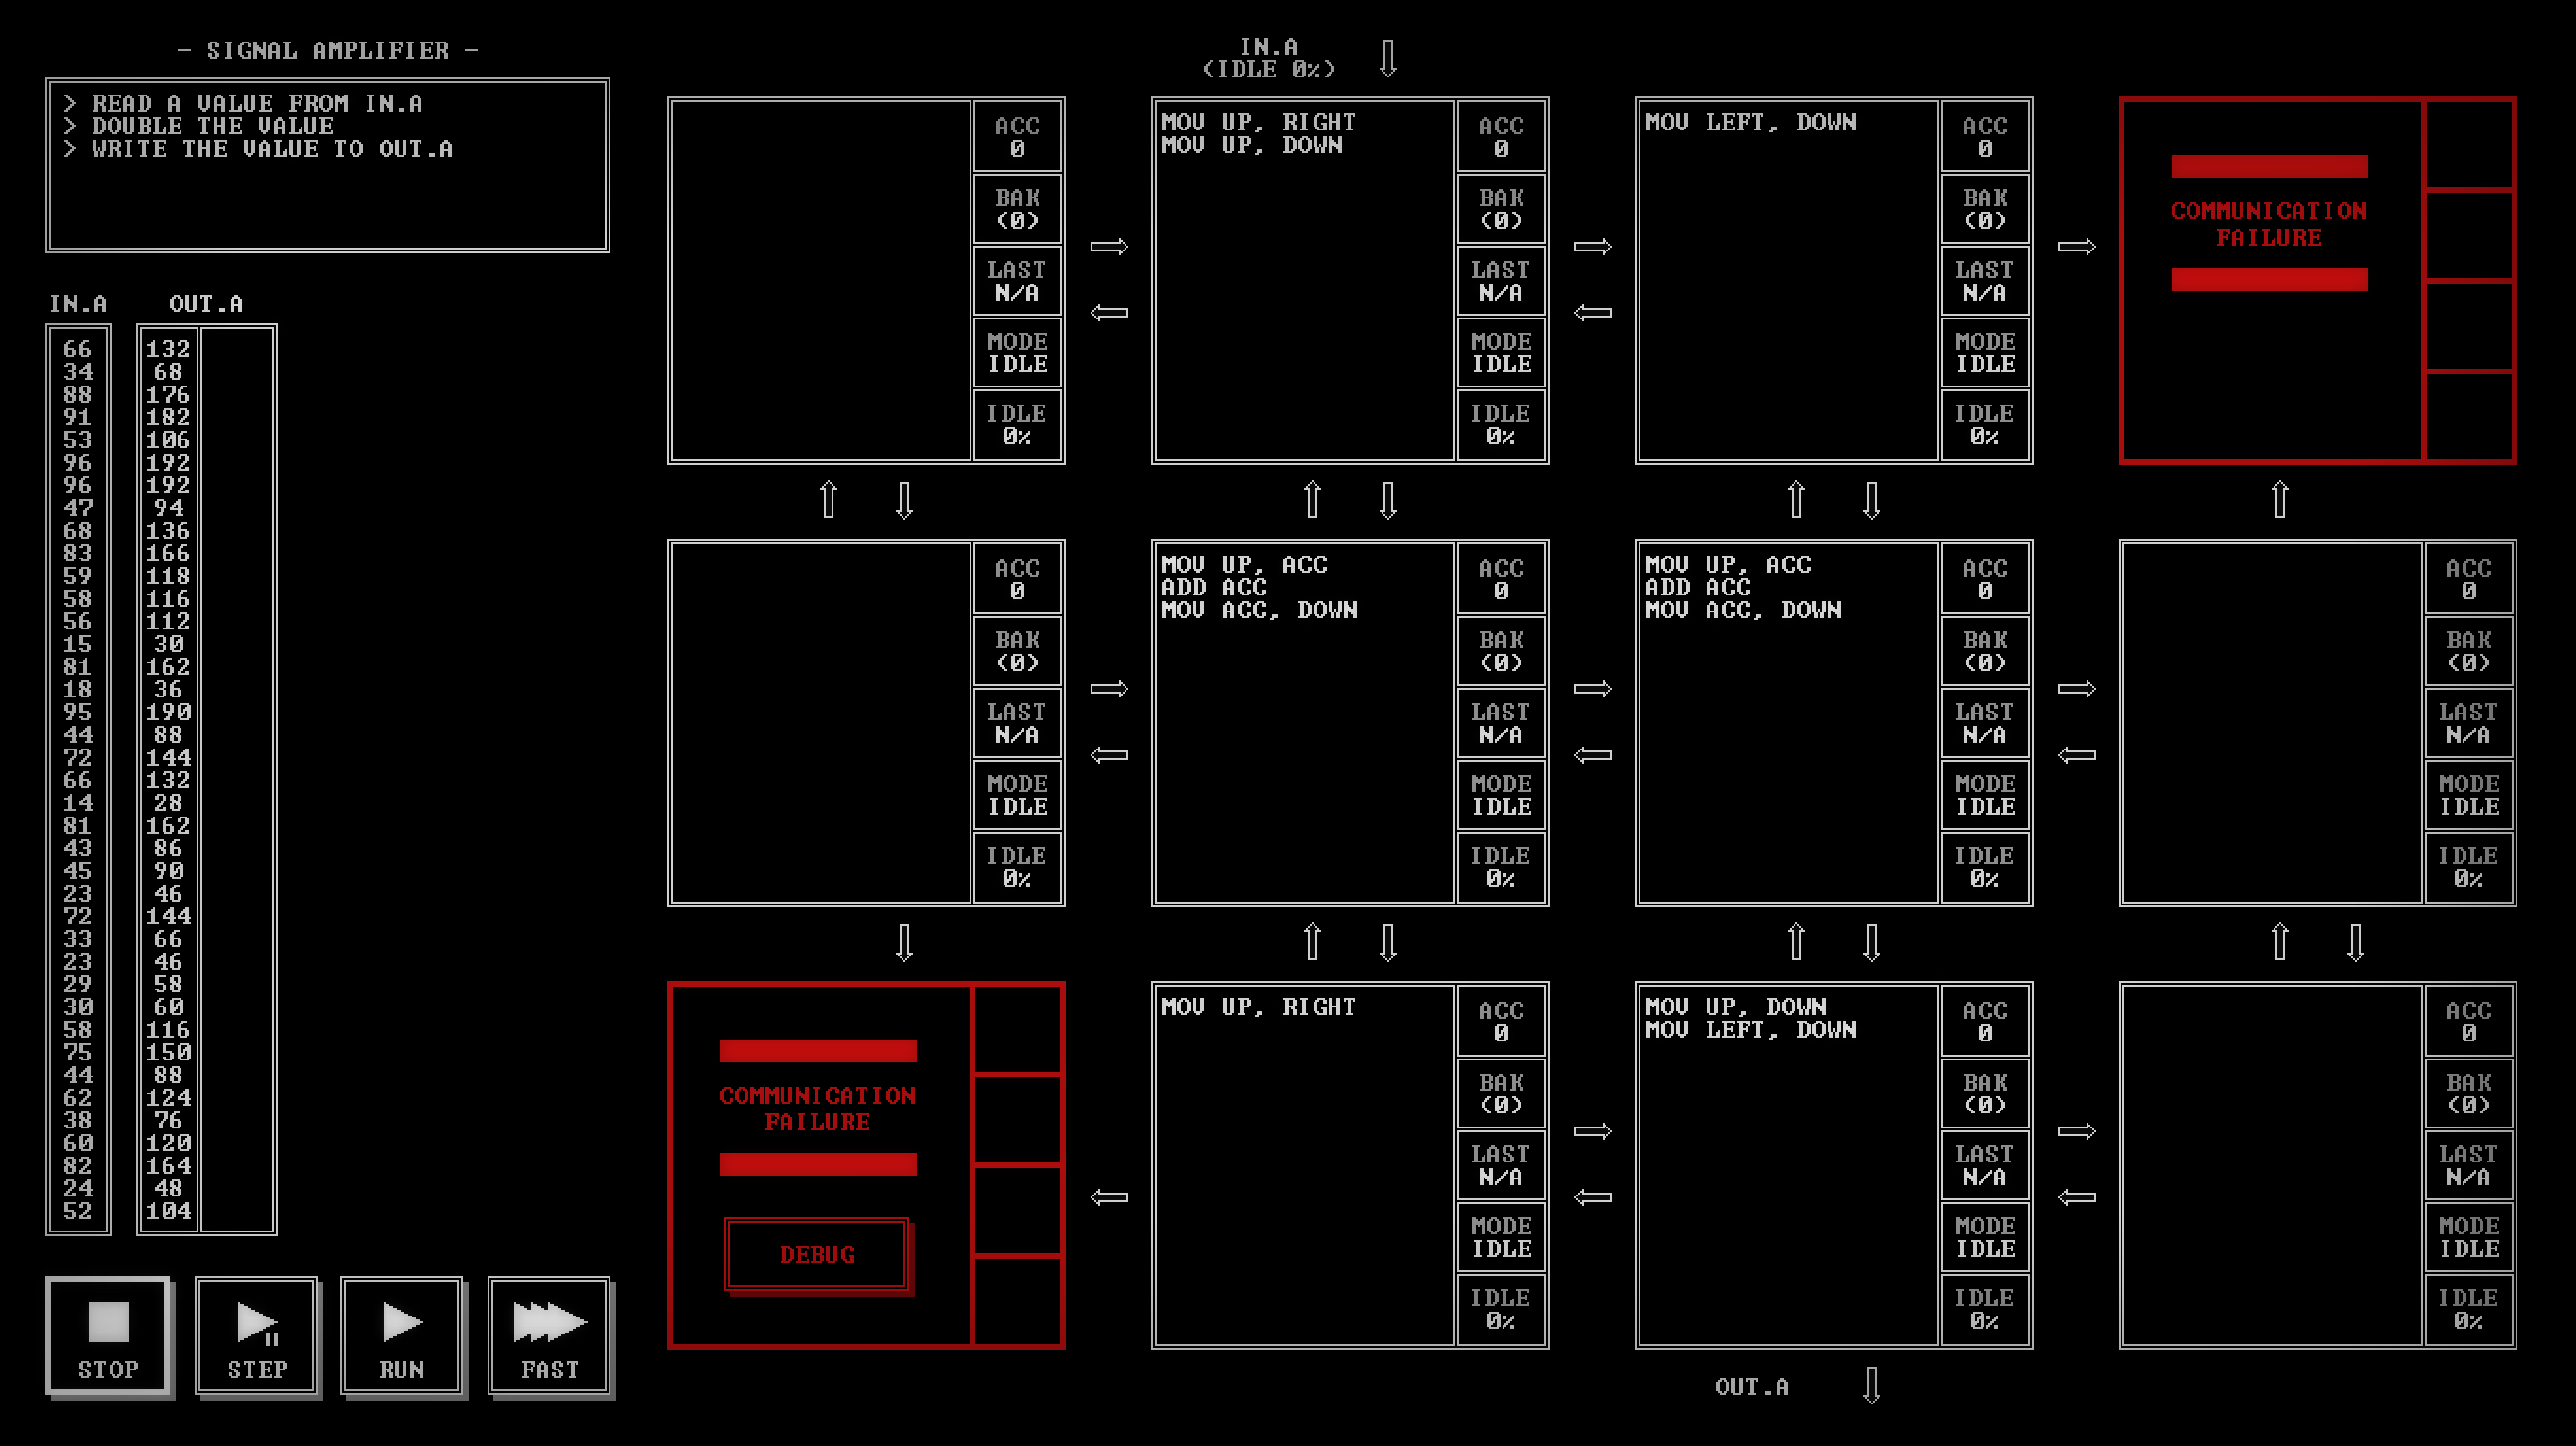 - SIGNAL AMPLIFIER -
> READ A VALUE FROM IN.A
> DOUBLE THE VALUE
> WRITE THE VALUE TO OUT.A
IN.A OUT.A
66 132
34 68
88 176
91 182
53 106
96 192
96 192
47 94
68 136
83 166
59 118
58 116
56 112
15 30
81 162
18 36
95 190
44 88
72 144
66 132
14 28
81 162
43 86
45 90
23 46
72 144
33 66
23 46
29 58
30 60
58 116
75 150
44 88
62 124
38 76
60 120
82 164
24 48
52 104
STOP
STEP
RUN
FAST
IN.A
(IDLE 0%)
ACC
0
BAK
(0)
LAST
N/A
MODE
IDLE
IDLE
0%
MOV UP, RIGHT
MOV UP, DOWN
ACC
0
BAK
(0)
LAST
N/A
MODE
IDLE
IDLE
0%
MOV LEFT, DOWN
ACC
0
BAK
(0)
LAST
N/A
MODE
IDLE
IDLE
0%
COMMUNICATION
FAILURE
ACC
0
BAK
(0)
LAST
N/A
MODE
IDLE
IDLE
0%
MOV UP, ACC
ADD ACC
MOV ACC, DOWN
ACC
0
BAK
(0)
LAST
N/A
MODE
IDLE
IDLE
0%
MOV UP, ACC
ADD ACC
MOV ACC, DOWN
ACC
0
BAK
(0)
LAST
N/A
MODE
IDLE
IDLE
0%
ACC
0
BAK
(0)
LAST
N/A
MODE
IDLE
IDLE
0%
COMMUNICATION
FAILURE
DEBUG
MOV UP, RIGHT
ACC
0
BAK
(0)
LAST
N/A
MODE
IDLE
IDLE
0%
MOV UP, DOWN
MOV LEFT, DOWN
ACC
0
BAK
(0)
LAST
N/A
MODE
IDLE
IDLE
0%
ACC
0
BAK
(0)
LAST
N/A
MODE
IDLE
IDLE
0%
OUT.A